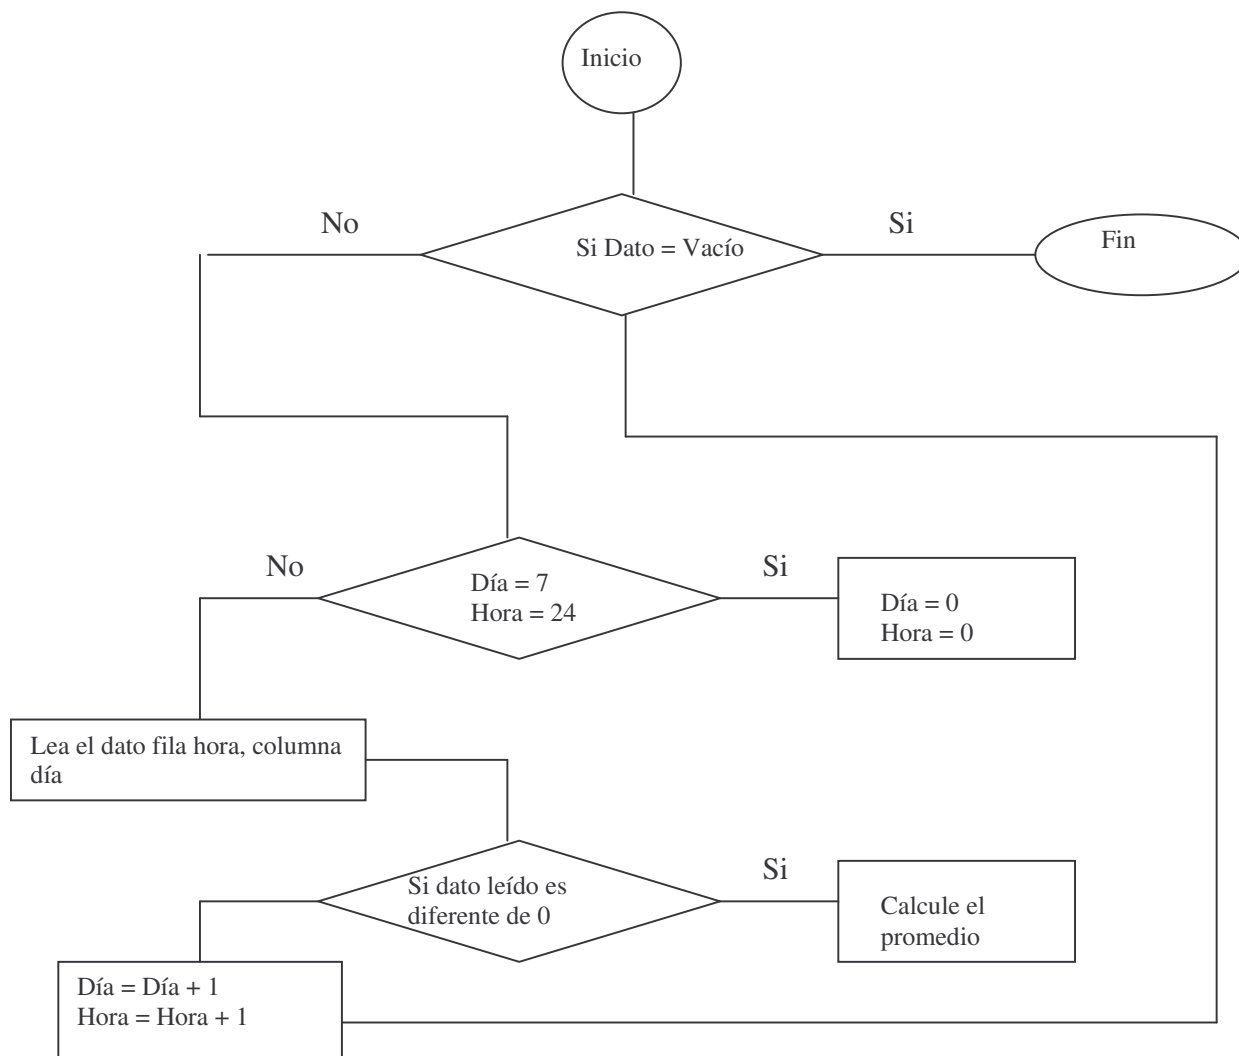 Inicio
No
Si
Si Dato = Vacío
Fin
No
Si
Día = 7
Hora = 24
Día = 0
Hora = 0
Lea el dato fila hora, columna
día
Si
Si dato leído es
diferente de 0
Calcule el
promedio
Día = Día + 1
Hora = Hora + 1